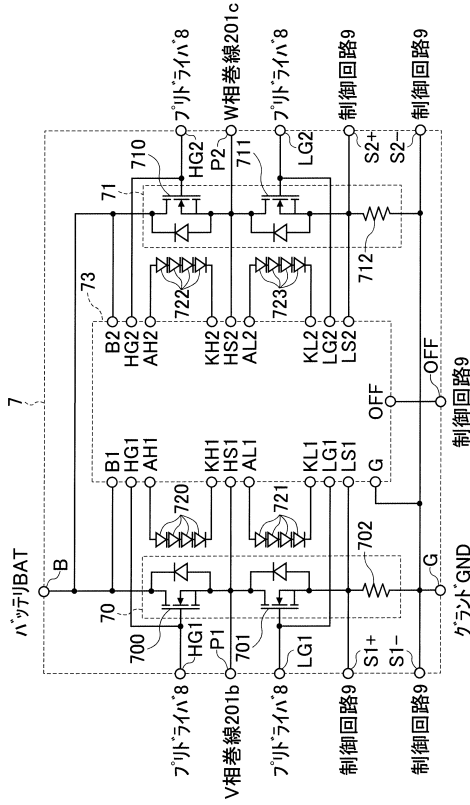 バッテリBAT
7
B
73
70
71
B1
B2
HG1
HG2
AH1
AH2
700
710
720
722
プリドライバ8
HG1
プリドライバ8
HG2
KH1
KH2
V相巻線201b
P1
HS1
HS2
P2
W相巻線201c
AL1
AL2
701
711
721
723
プリドライバ8
LG1
プリドライバ8
LG2
KL1
KL2
LG1
LG2
LS1
LS2
制御回路9
S1+
制御回路9
S2+
702
712
G
OFF
制御回路9
S1-
制御回路9
S2-
G
OFF
グランドGND
制御回路9